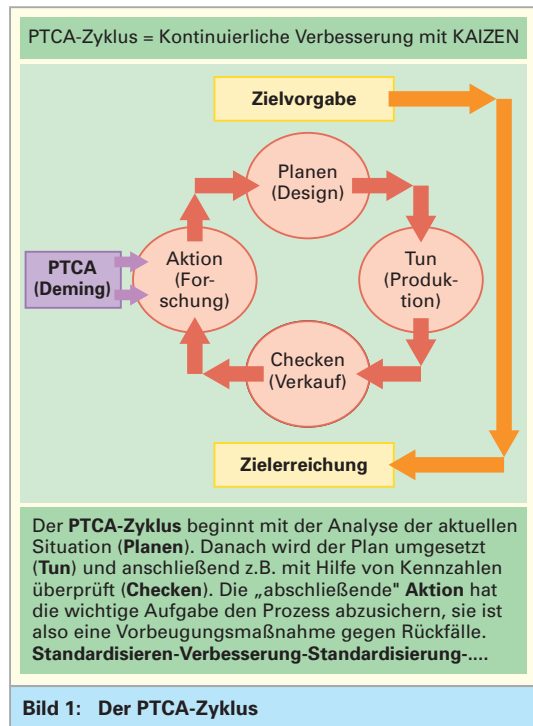 PTCA-Zyklus = Kontinuierliche Verbesserung mit KAIZEN
Zielvorgabe
Planen
(Design)
PTCA
(Deming)
Aktion
(For-
schung)
Tun
(Produk-
tion)
Checken
(Verkauf)
Zielerreichung
Der PTCA-Zyklus beginnt mit der Analyse der aktuellen
Situation (Planen). Danach wird der Plan umgesetzt
(Tun) und anschließend z.B. mit Hilfe von Kennzahlen
überprüft (Checken). Die „abschließende" Aktion hat
die wichtige Aufgabe den Prozess abzusichern, sie ist
also eine Vorbeugungsmaßnahme gegen Rückfälle.
Standardisieren-Verbesserung-Standardisierung-....
Bild 1: Der PTCA-Zyklus